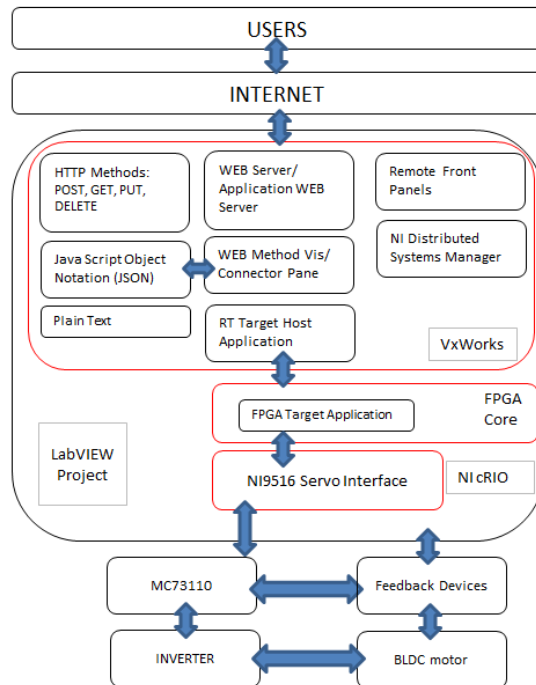 USERS
INTERNET
HTTP Methods:
POST, GET, PUT,
DELETE
WEB Server/
Application WEB
Server
Remote Front
Panels
Java Script Object
Notation (JSON)
WEB Method Vis/
Connector Pane
NI Distributed
Systems Manager
Plain Text
RT Target Host
Application
VxWorks
FPGA Target Application
FPGA
Core
LabVIEW
Project
NI9516 Servo Interface
NI cRIO
MC73110
Feedback Devices
INVERTER
BLDC motor